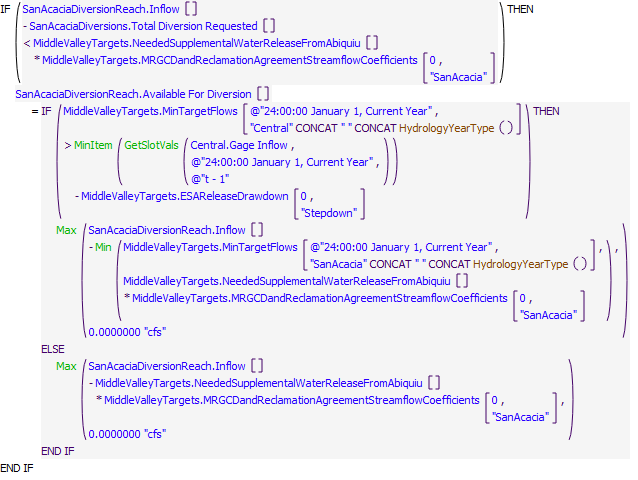 IF ( SanAcaciaDiversionReach.Inflow [] ) THEN
- SanAcaciaDiversions.Total Diversion Requested []
< MiddleValleyTargets.NeededSupplementalWaterReleaseFromAbiquiu []
* MiddleValleyTargets.MRGCDandReclamationAgreementStreamflowCoefficients [ 0 ,
"SanAcacia" ]
SanAcaciaDiversionReach.Available For Diversion []
= IF ( MiddleValleyTargets.MinTargetFlows [ @"24:00:00 January 1, Current Year" , ) THEN
"Central" CONCAT " " CONCAT HydrologyYearType () ]
> MinItem ( GetSlotVals ( Central.Gage Inflow ,
@"24:00:00 January 1, Current Year" ,
@"t - 1" ) )
- MiddleValleyTargets.ESAReleaseDrawdown [ 0 ,
"Stepdown" ]
Max ( SanAcaciaDiversionReach.Inflow []
- Min ( MiddleValleyTargets.MinTargetFlows [ @"24:00:00 January 1, Current Year" , ] , ) ,
"SanAcacia" CONCAT " " CONCAT HydrologyYearType ()
MiddleValleyTargets.NeededSupplementalWaterReleaseFromAbiquiu []
* MiddleValleyTargets.MRGCDandReclamationAgreementStreamflowCoefficients [ 0 ,
"SanAcacia" ]
0.0000000 "cfs" )
ELSE
Max ( SanAcaciaDiversionReach.Inflow []
- MiddleValleyTargets.NeededSupplementalWaterReleaseFromAbiquiu []
* MiddleValleyTargets.MRGCDandReclamationAgreementStreamflowCoefficients [ 0 , ] ,
"SanAcacia"
0.0000000 "cfs" )
END IF
END IF